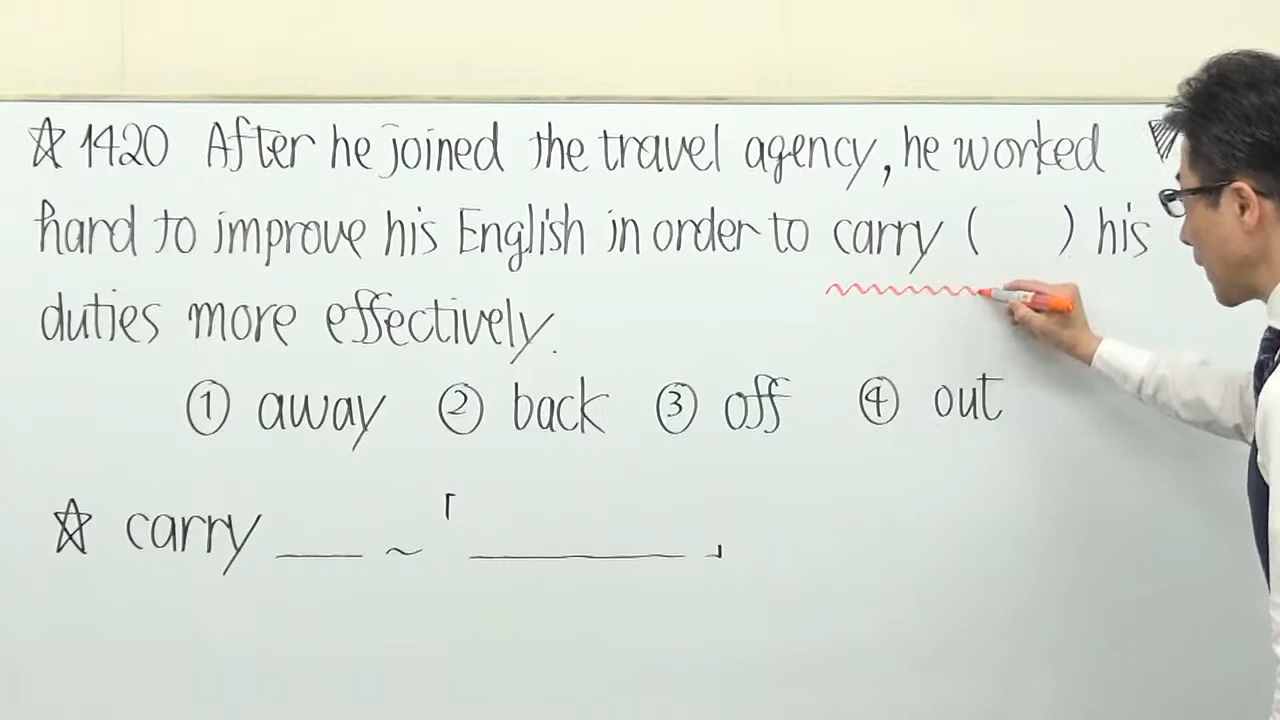 ☆1420 After he joined the travel agency, he worked
hard to improve his English in order to carry (    ) his
duties more effectively.
① away ② back ③ off ④ out
☆ carry ___ ~ 「________」